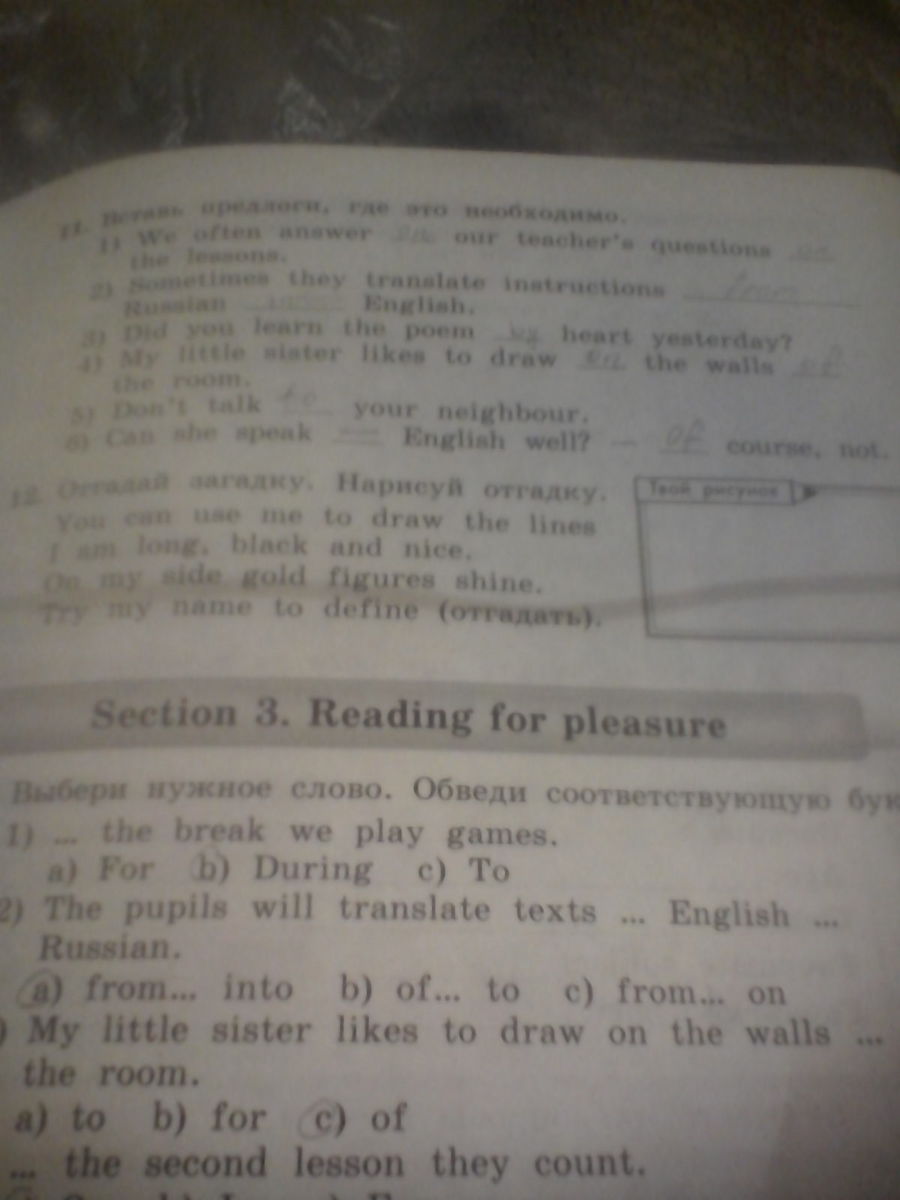 11. Вставь предлоги, где это необходимо.
1) We often answer our teacher's questions on
the lessons.
2) Sometimes they translate instructions from
Russian English.
3) Did you learn the poem by heart yesterday?
4) My little sister likes to draw on the walls of
the room.
5) Don't talk to your neighbour.
6) Can she speak — English well? — of course, not.
12. Отгадай загадку. Нарисуй отгадку.
Твой рисунок
You can use me to draw the lines
I am long, black and nice.
On my side gold figures shine.
Try my name to define (отгадать).
Section 3. Reading for pleasure
Выбери нужное слово. Обведи соответствующую бук
1) ... the break we play games.
a) For b) During c) To
2) The pupils will translate texts ... English ...
Russian.
a) from... into b) of... to c) from... on
) My little sister likes to draw on the walls ...
the room.
a) to b) for c) of
... the second lesson they count.